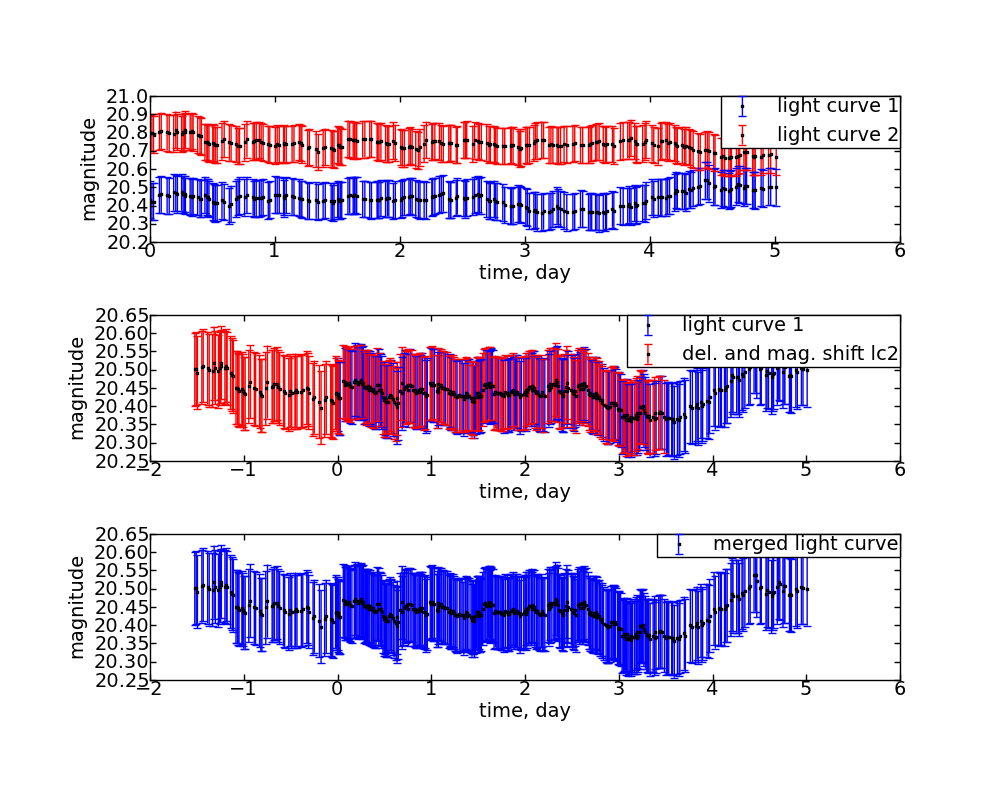 21.0
20.9
20.8
20.7
20.6
20.5
20.4
20.3
20.2
magnitude
light curve 1
light curve 2
0 1 2 3 4 5 6
time, day
20.65
20.60
20.55
20.50
20.45
20.40
20.35
20.30
20.25
magnitude
light curve 1
del. and mag. shift lc2
−2 −1 0 1 2 3 4 5 6
time, day
20.65
20.60
20.55
20.50
20.45
20.40
20.35
20.30
20.25
magnitude
merged light curve
−2 −1 0 1 2 3 4 5 6
time, day